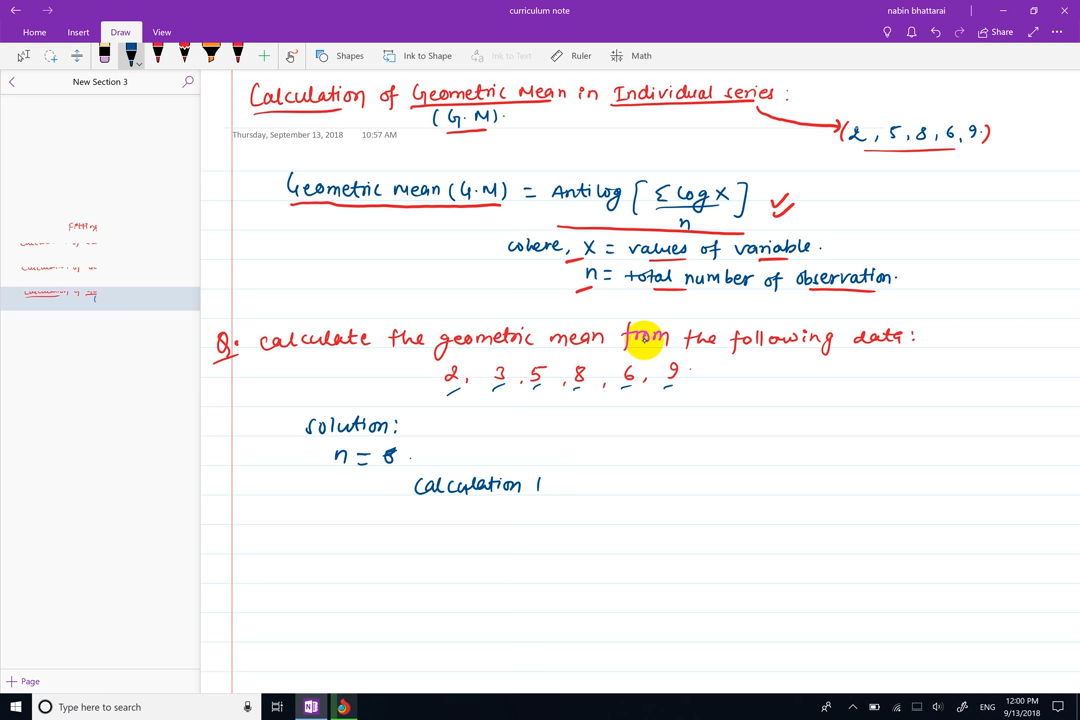 curriculum note
nabin bhattarai
Home Insert Draw View
Share
Shapes Ink to Shape Ink to Text Ruler Math
New Section 3
Calculation of Geometric Mean in Individual series:
(G.M).
Thursday, September 13, 2018 10:57 AM
(2, 5, 8, 6, 9)
Geometric mean (G.M) = Antilog [Σ log X / n]
where, X = values of variable.
n = total number of observation.
Q. Calculate the geometric mean from the following data:
2, 3, 5, 8, 6, 9.
solution:
n = 6.
Calculation
+ Page
Type here to search
ENG
12:00 PM
9/13/2018